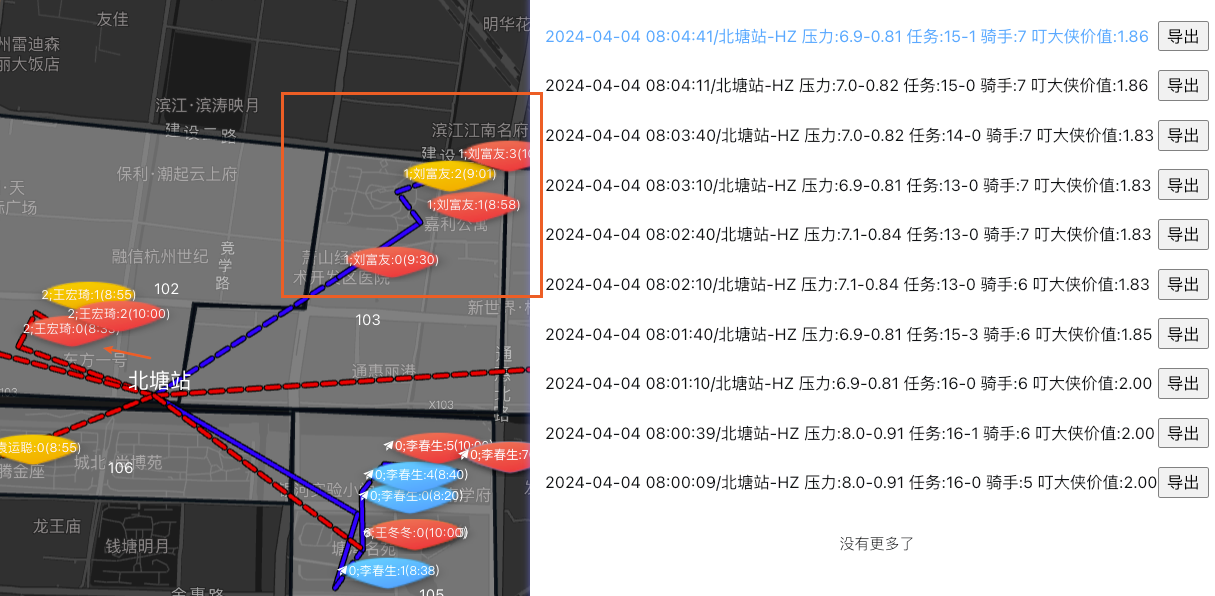 友佳
明华花
州雷迪森
丽大饭店
滨江·滨涛映月
建设二路
滨江江南名府
建设
1;刘富友:3(10
1;刘富友:2(9:01)
保利·潮起云上府
·天
广场
1;刘富友:1(8:58)
嘉利公寓
竞学路
融信杭州世纪
萧山经
1;刘富友:0(9:30)
术开发区医院
102
2;王宏琦:1(8:55)
2;王宏琦:2(10:00)
2;王宏琦:0(8:
103
新世界·
东方一号
通惠丽港
通惠北路
103
北塘站
X103
袁运聪:0(8:55)
城北·尚博苑
腾金座
106
0;李春生:5(10:00)
0;李春生:7
0;李春生:4(8:40)
河实验小
0;李春生:0(8:20)
学府
龙王庙
钱塘明月
王冬冬:0(10:00)
名苑
0;李春生:1(8:38)
金惠路
105
2024-04-04 08:04:41/北塘站-HZ 压力:6.9-0.81 任务:15-1 骑手:7 叮大侠价值:1.86 导出
2024-04-04 08:04:11/北塘站-HZ 压力:7.0-0.82 任务:15-0 骑手:7 叮大侠价值:1.86 导出
2024-04-04 08:03:40/北塘站-HZ 压力:7.0-0.82 任务:14-0 骑手:7 叮大侠价值:1.83 导出
2024-04-04 08:03:10/北塘站-HZ 压力:6.9-0.81 任务:13-0 骑手:7 叮大侠价值:1.83 导出
2024-04-04 08:02:40/北塘站-HZ 压力:7.1-0.84 任务:13-0 骑手:7 叮大侠价值:1.83 导出
2024-04-04 08:02:10/北塘站-HZ 压力:7.1-0.84 任务:13-0 骑手:6 叮大侠价值:1.83 导出
2024-04-04 08:01:40/北塘站-HZ 压力:6.9-0.81 任务:15-3 骑手:6 叮大侠价值:1.85 导出
2024-04-04 08:01:10/北塘站-HZ 压力:6.9-0.81 任务:16-0 骑手:6 叮大侠价值:2.00 导出
2024-04-04 08:00:39/北塘站-HZ 压力:8.0-0.91 任务:16-1 骑手:6 叮大侠价值:2.00 导出
2024-04-04 08:00:09/北塘站-HZ 压力:8.0-0.91 任务:16-0 骑手:5 叮大侠价值:2.00 导出
没有更多了